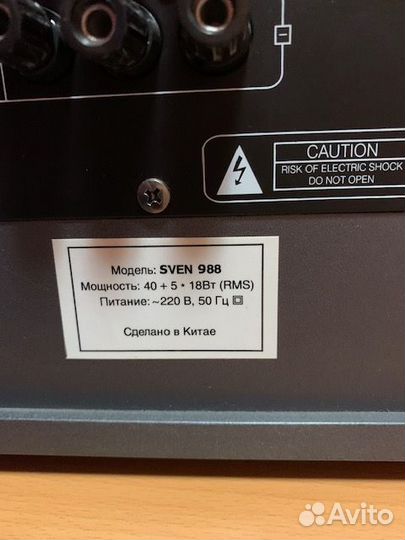 CAUTION
RISK OF ELECTRIC SHOCK
DO NOT OPEN
Модель: SVEN 988
Мощность: 40 + 5 * 18Вт (RMS)
Питание: ~220 В, 50 Гц
Сделано в Китае
Avito